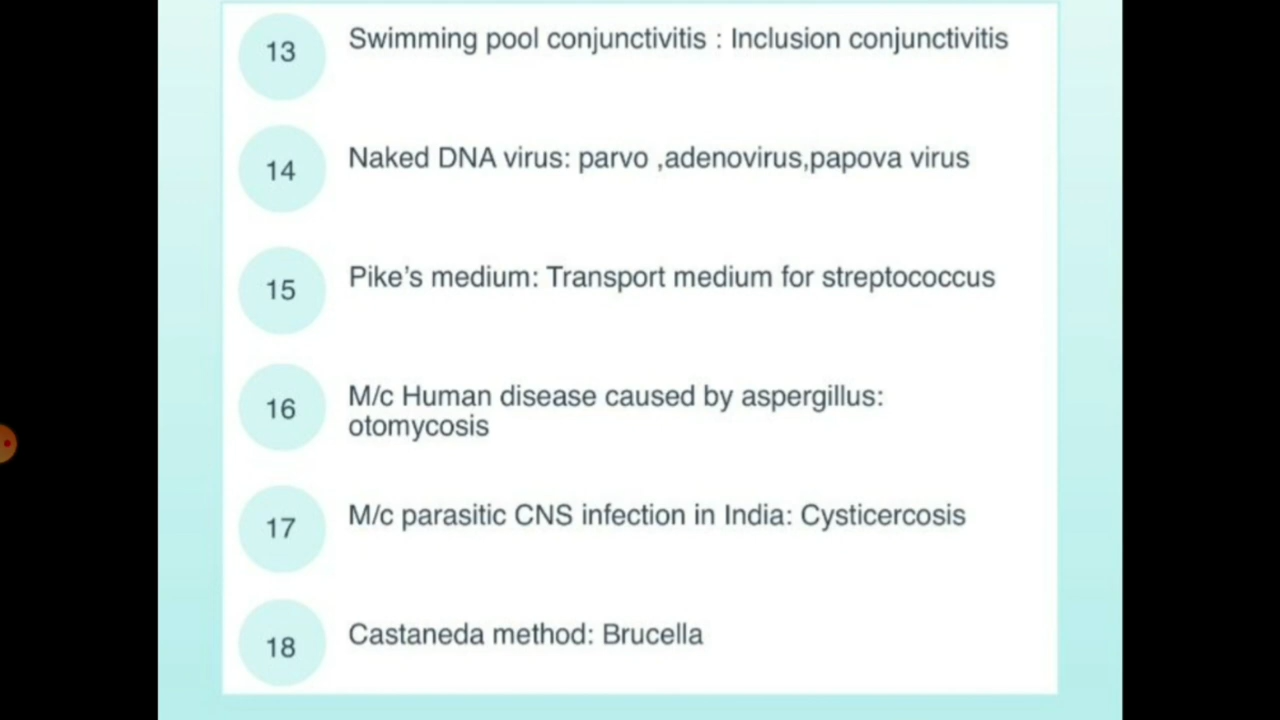 13
Swimming pool conjunctivitis : Inclusion conjunctivitis
14
Naked DNA virus: parvo ,adenovirus,papova virus
15
Pike’s medium: Transport medium for streptococcus
16
M/c Human disease caused by aspergillus:
otomycosis
17
M/c parasitic CNS infection in India: Cysticercosis
18
Castaneda method: Brucella